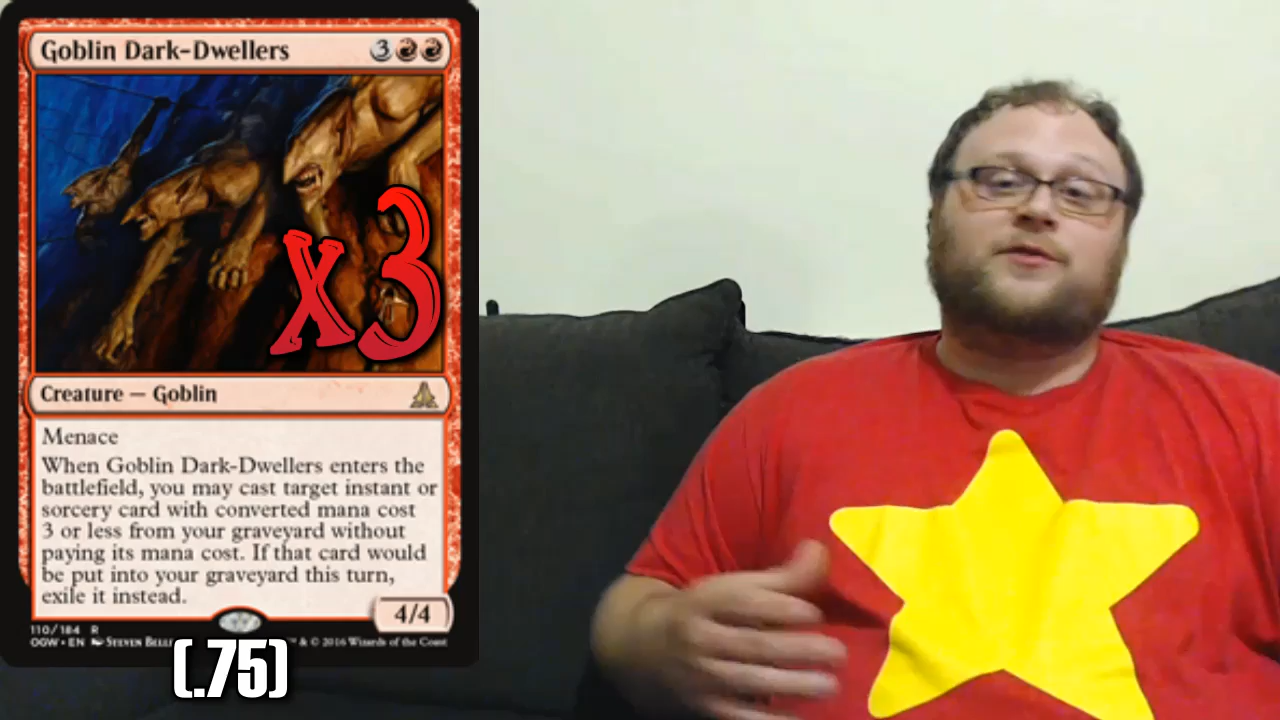 Goblin Dark-Dwellers 3
x3
Creature — Goblin
Menace
When Goblin Dark-Dwellers enters the
battlefield, you may cast target instant or
sorcery card with converted mana cost
3 or less from your graveyard without
paying its mana cost. If that card would
be put into your graveyard this turn,
exile it instead.
4/4
110/184 R
OGW • EN STEVEN BELL & © 2016 Wizards of the Coast
(.75)